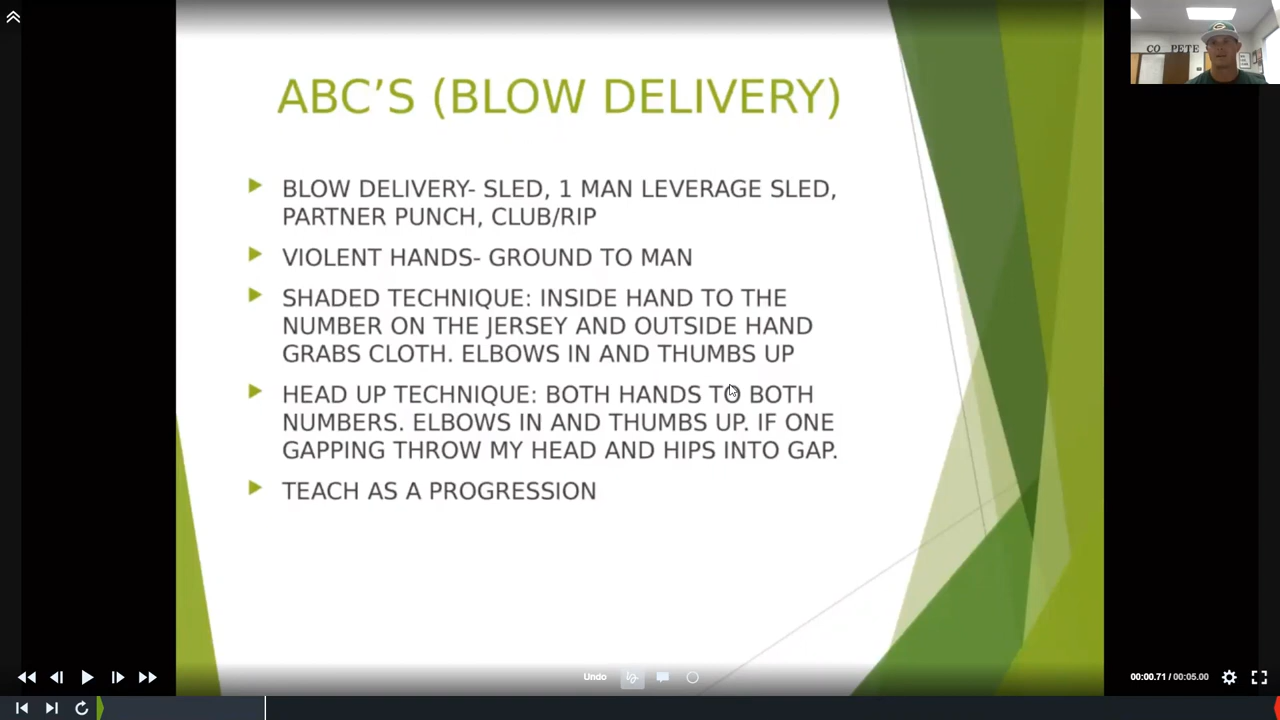 ABC'S (BLOW DELIVERY)
BLOW DELIVERY- SLED, 1 MAN LEVERAGE SLED,
PARTNER PUNCH, CLUB/RIP
VIOLENT HANDS- GROUND TO MAN
SHADED TECHNIQUE: INSIDE HAND TO THE
NUMBER ON THE JERSEY AND OUTSIDE HAND
GRABS CLOTH. ELBOWS IN AND THUMBS UP
HEAD UP TECHNIQUE: BOTH HANDS TO BOTH
NUMBERS. ELBOWS IN AND THUMBS UP. IF ONE
GAPPING THROW MY HEAD AND HIPS INTO GAP.
TEACH AS A PROGRESSION
CO PETE
Undo
00:00.71 / 00:05.00